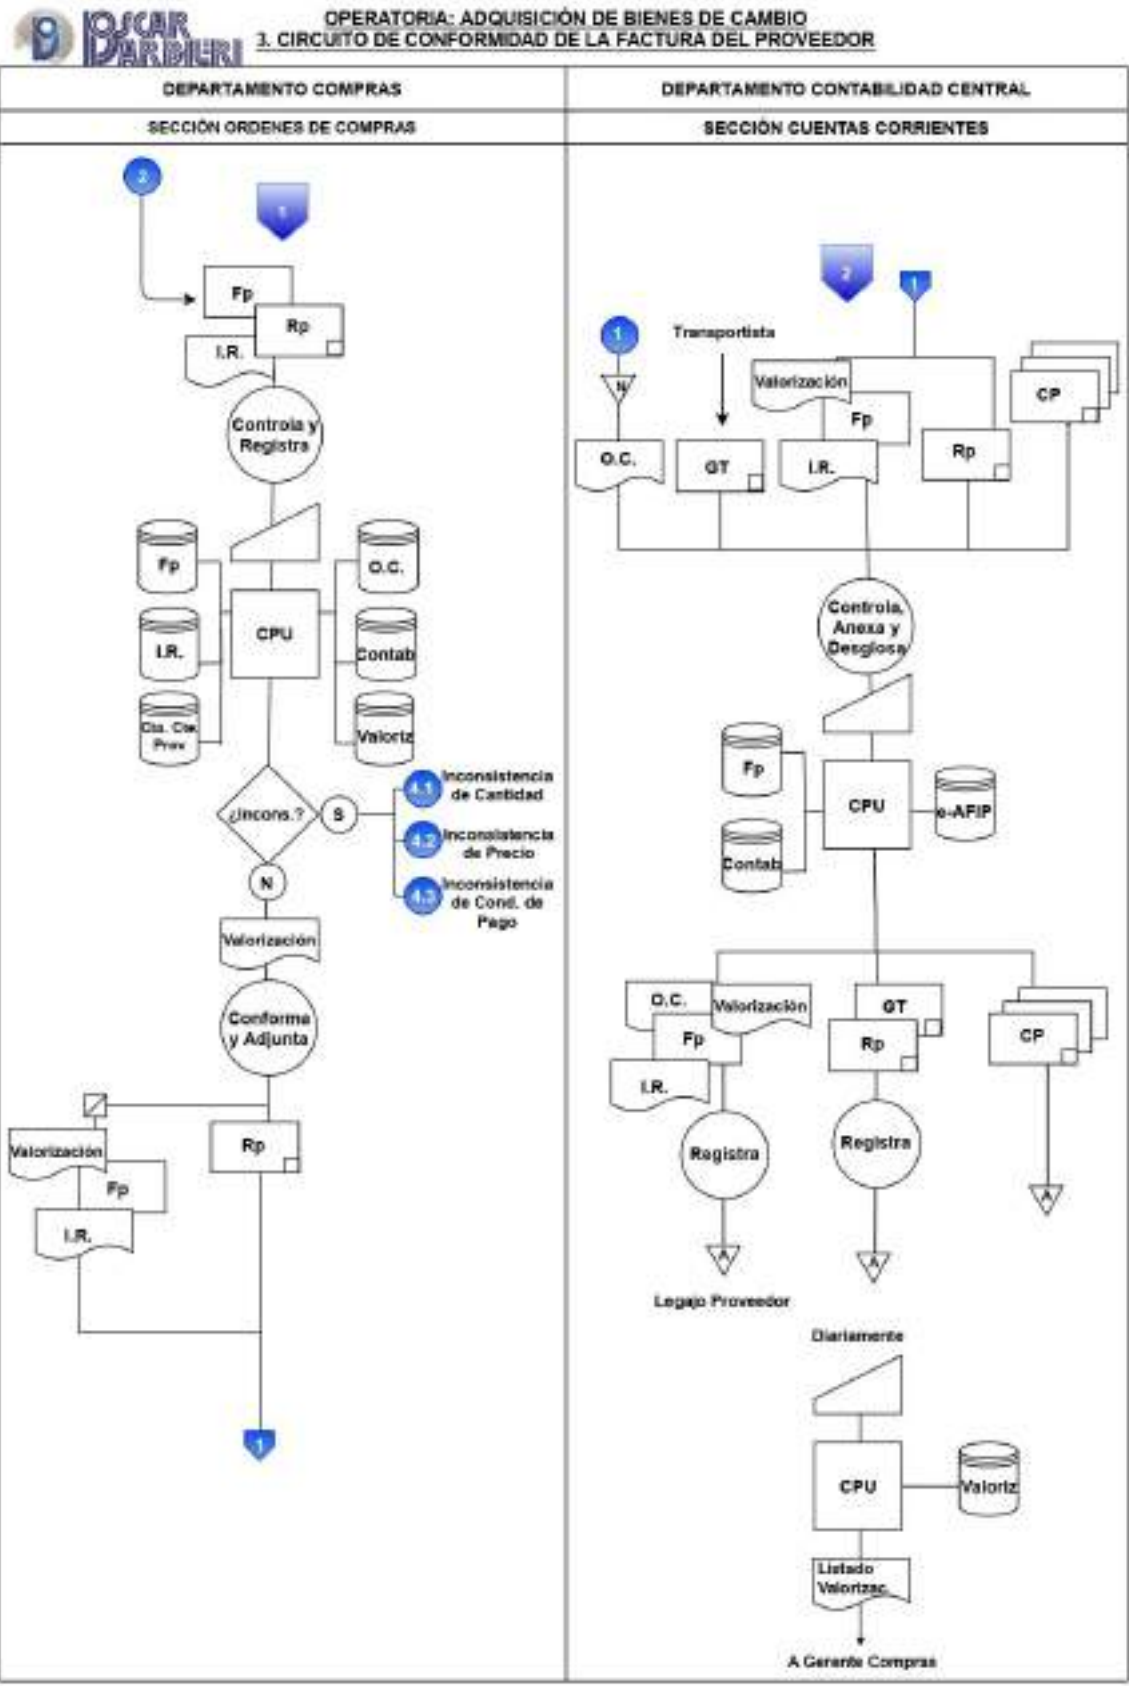 OSCAR
BARBIERI
OPERATORIA: ADQUISICIÓN DE BIENES DE CAMBIO
3. CIRCUITO DE CONFORMIDAD DE LA FACTURA DEL PROVEEDOR
DEPARTAMENTO COMPRAS
SECCIÓN ORDENES DE COMPRAS
2
1
Fp
Rp
I.R.
Controla y
Registra
Fp
O.C.
CPU
I.R.
Contab
Cta. Cte.
Prov
Valoriz
¿Incons.?
S
4.1
Inconsistencia
de Cantidad
4.2
Inconsistencia
de Precio
4.3
Inconsistencia
de Cond. de
Pago
N
Valorización
Conforma
y Adjunta
Valorización
Fp
I.R.
Rp
1
DEPARTAMENTO CONTABILIDAD CENTRAL
SECCIÓN CUENTAS CORRIENTES
2
1
1
Transportista
N
Valorización
Fp
CP
O.C.
GT
I.R.
Rp
Controla,
Anexa y
Desglosa
Fp
CPU
e-AFIP
Contab
O.C.
Valorización
Fp
I.R.
GT
Rp
CP
Registra
Registra
A
A
A
Legajo Proveedor
Diariamente
CPU
Valoriz
Listado
Valorizac.
A Gerente Compras